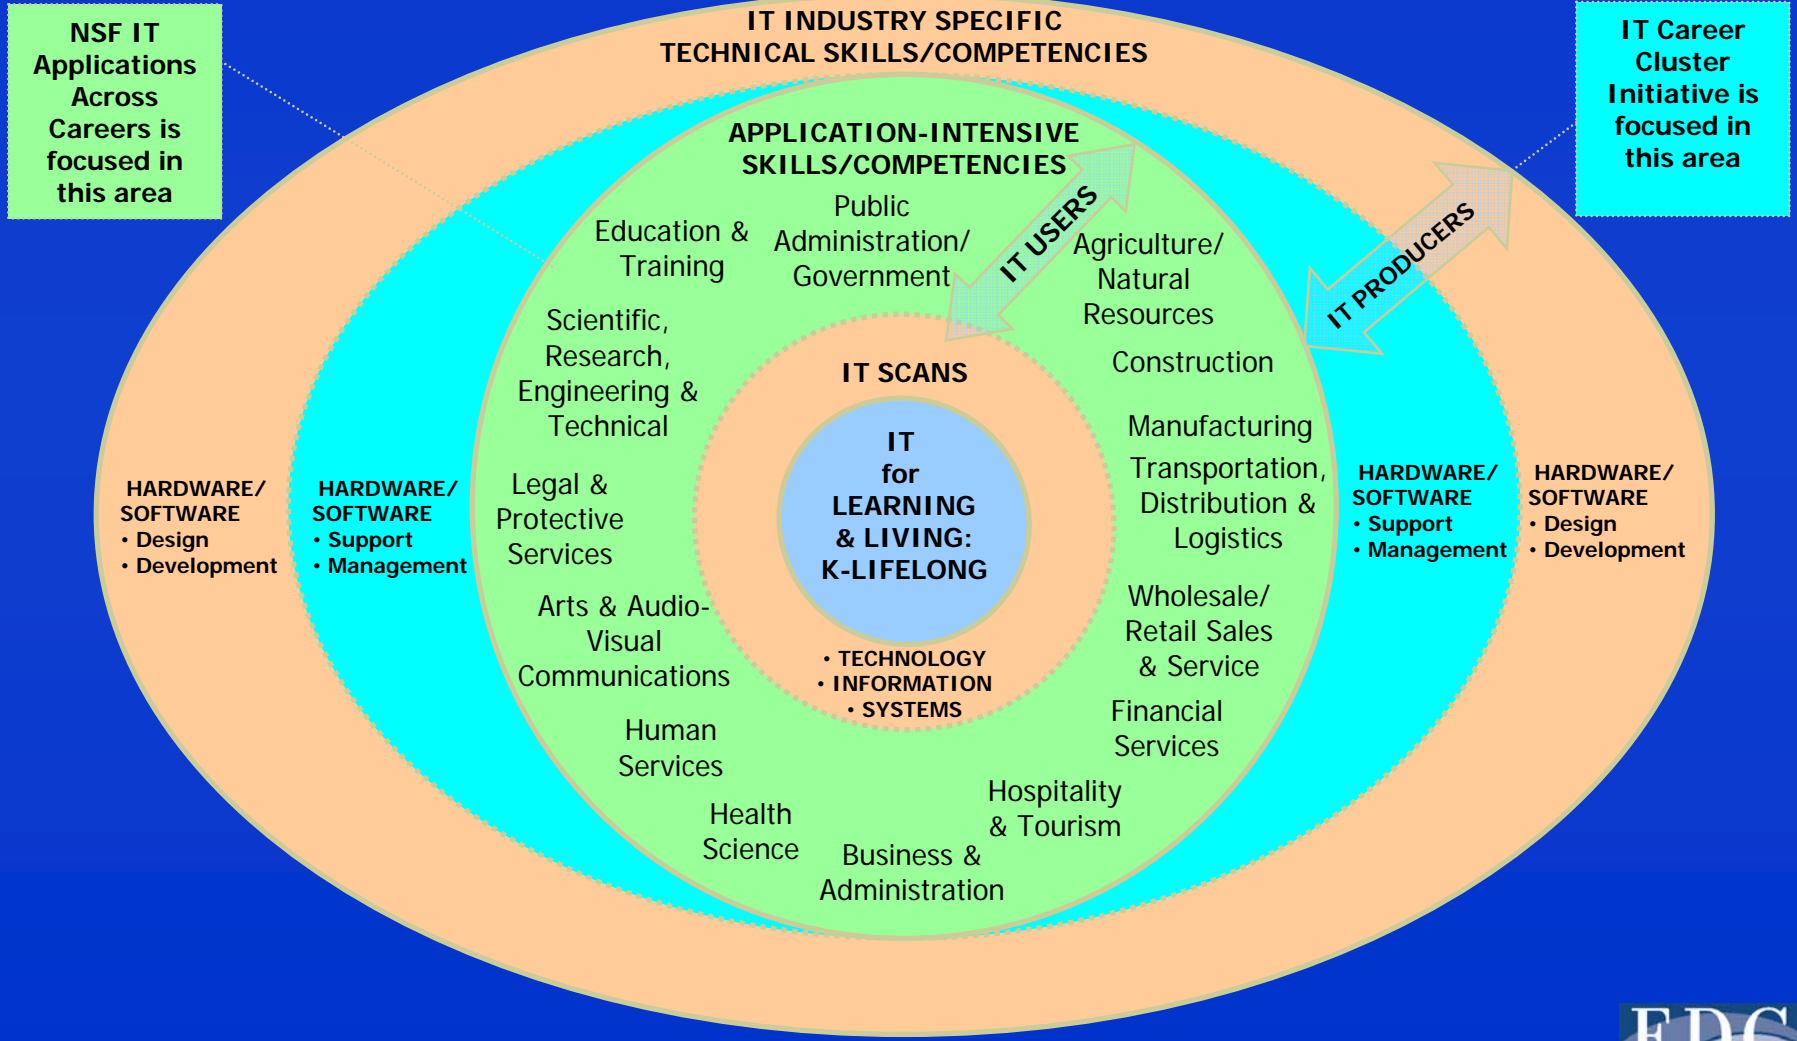 NSF IT
Applications
Across
Careers is
focused in
this area
IT INDUSTRY SPECIFIC
TECHNICAL SKILLS/COMPETENCIES
IT Career
Cluster
Initiative is
focused in
this area
APPLICATION-INTENSIVE
SKILLS/COMPETENCIES
IT USERS
IT PRODUCERS
Education &
Training
Public
Administration/
Government
Agriculture/
Natural
Resources
Scientific,
Research,
Engineering &
Technical
Construction
Manufacturing
Transportation,
Distribution &
Logistics
Legal &
Protective
Services
Arts & Audio-
Visual
Communications
Wholesale/
Retail Sales
& Service
Financial
Services
Human
Services
Health
Science
Business &
Administration
Hospitality
& Tourism
IT SCANS
IT
for
LEARNING
& LIVING:
K-LIFELONG
• TECHNOLOGY
• INFORMATION
• SYSTEMS
HARDWARE/
SOFTWARE
• Design
• Development
HARDWARE/
SOFTWARE
• Support
• Management
HARDWARE/
SOFTWARE
• Support
• Management
HARDWARE/
SOFTWARE
• Design
• Development
EDC